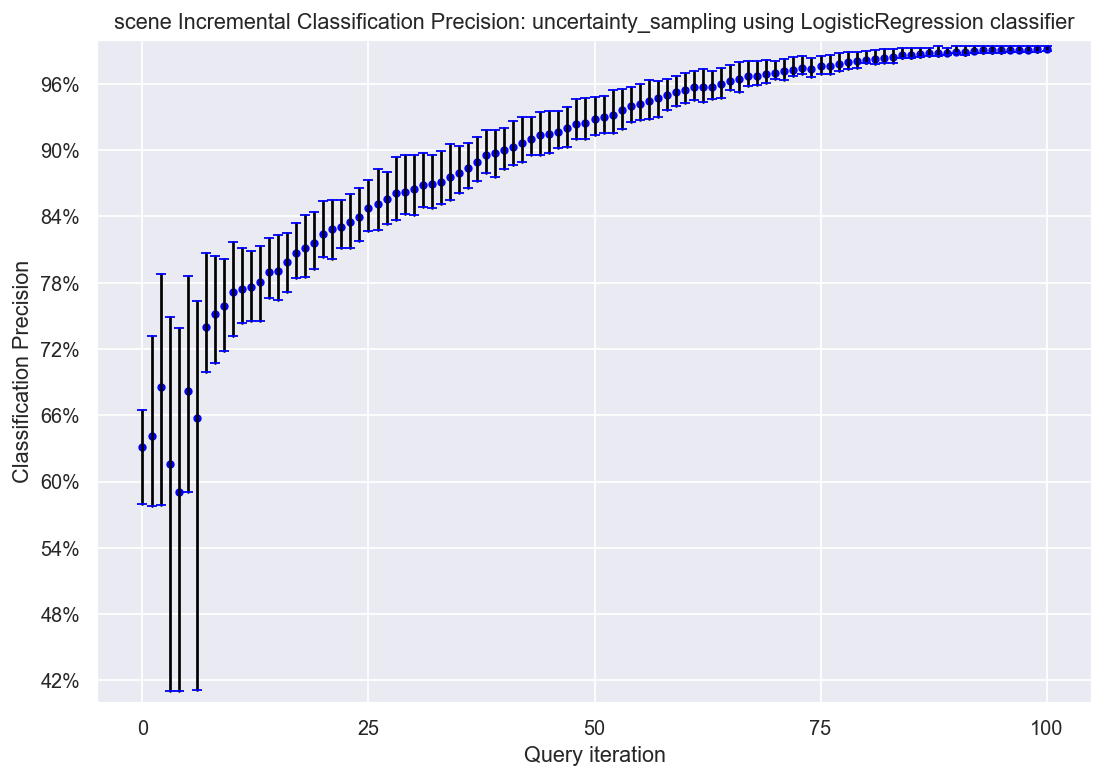 scene Incremental Classification Precision: uncertainty_sampling using LogisticRegression classifier
96%
90%
84%
78%
72%
66%
60%
54%
48%
42%
Classification Precision
0 25 50 75 100
Query iteration